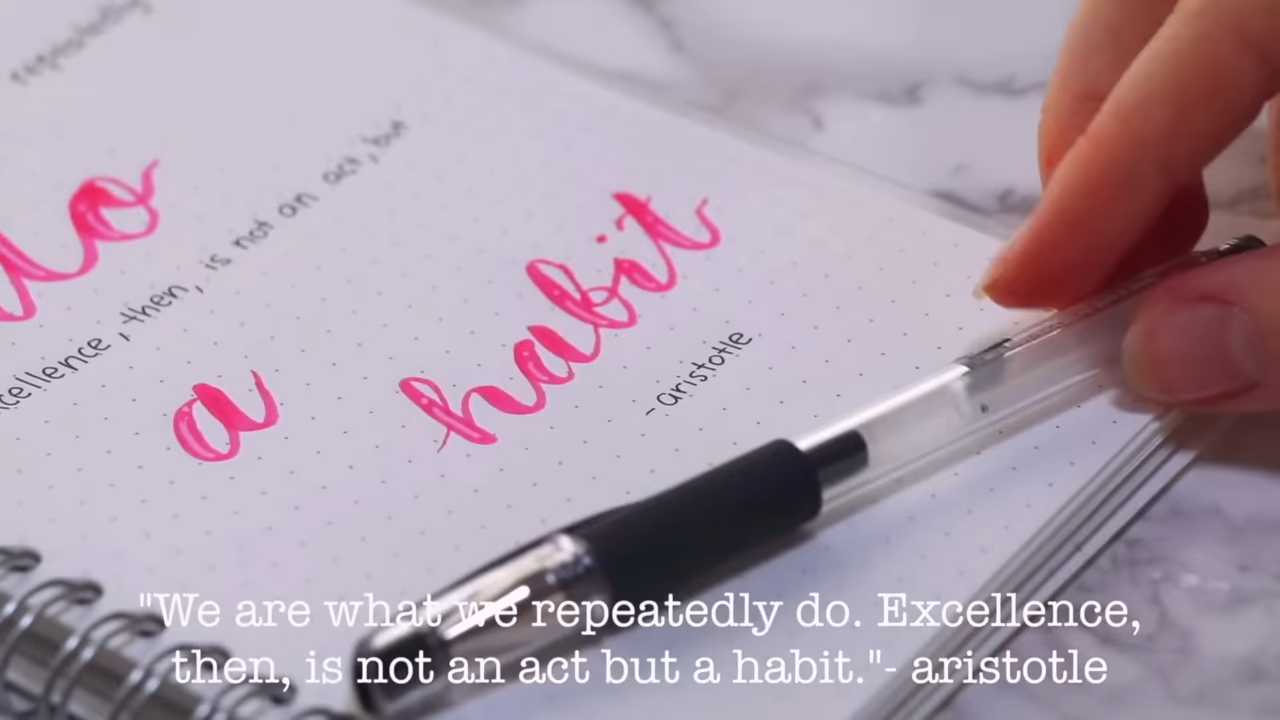 repeatedly
do
excellence, then, is not an act, but
a habit
-aristotle
"We are what we repeatedly do. Excellence,
then, is not an act but a habit."- aristotle